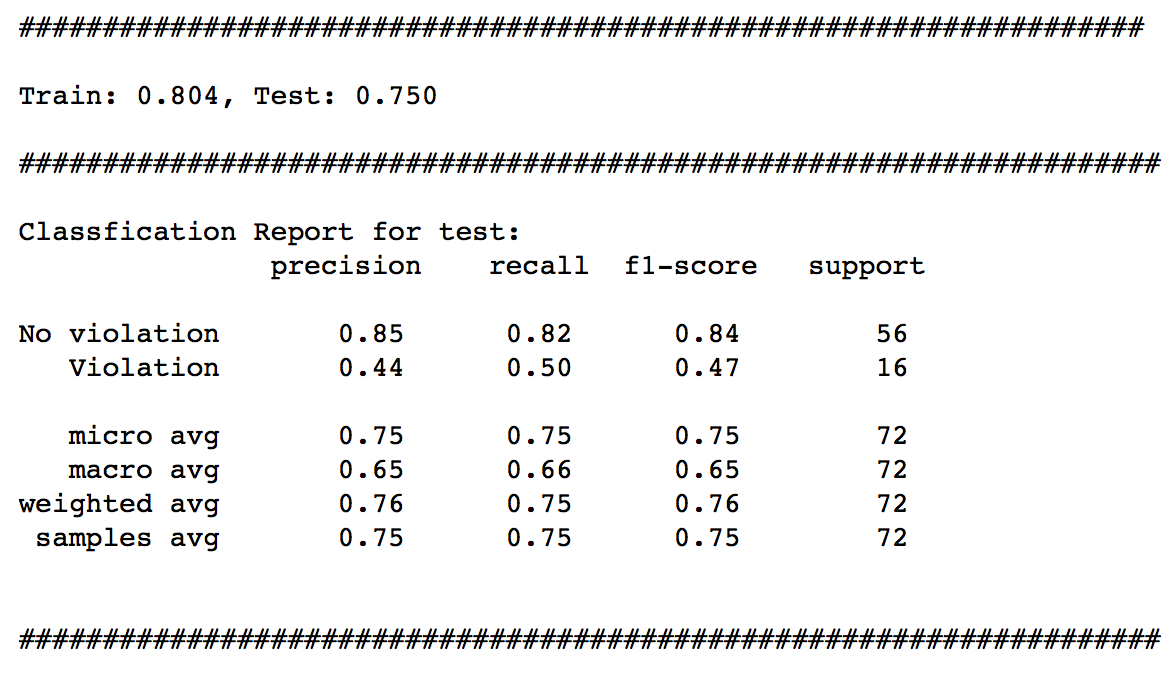 ###################################################################
Train: 0.804, Test: 0.750
####################################################################
Classfication Report for test:
precision recall f1-score support
No violation 0.85 0.82 0.84 56
Violation 0.44 0.50 0.47 16
micro avg 0.75 0.75 0.75 72
macro avg 0.65 0.66 0.65 72
weighted avg 0.76 0.75 0.76 72
samples avg 0.75 0.75 0.75 72
####################################################################